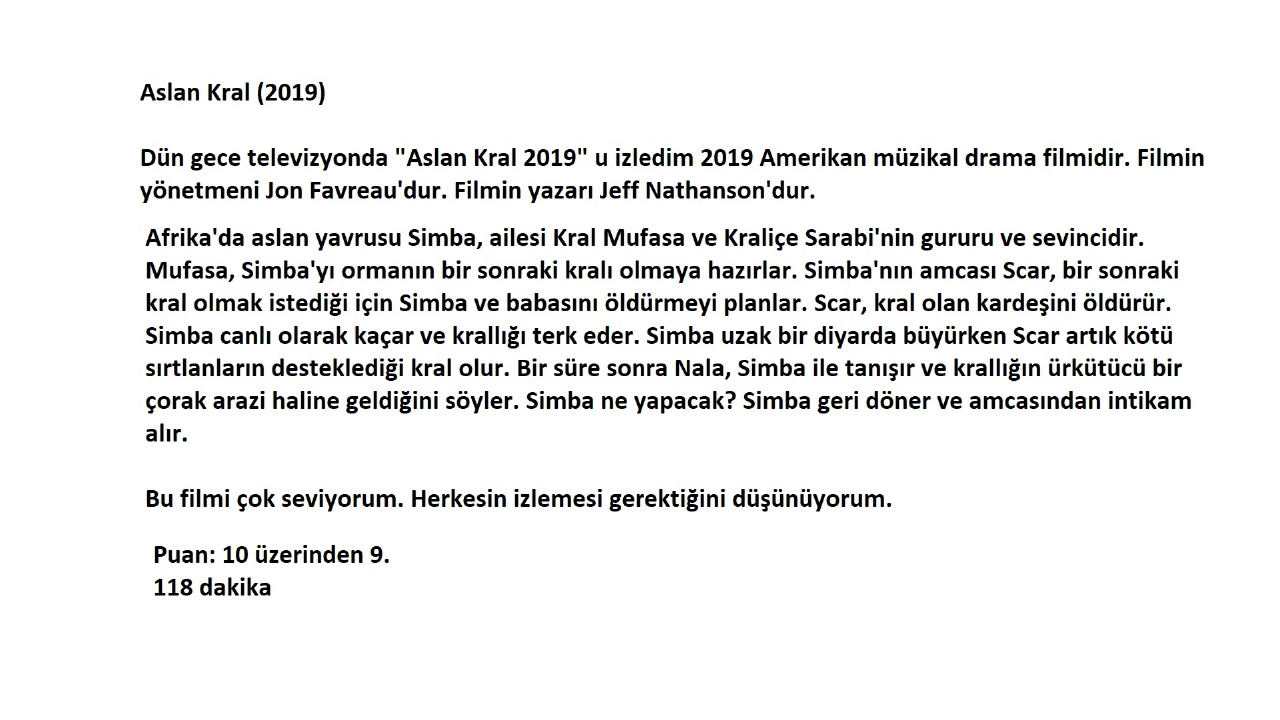 Aslan Kral (2019)
Dün gece televizyonda "Aslan Kral 2019" u izledim 2019 Amerikan müzikal drama filmidir. Filmin
yönetmeni Jon Favreau'dur. Filmin yazarı Jeff Nathanson'dur.
Afrika'da aslan yavrusu Simba, ailesi Kral Mufasa ve Kraliçe Sarabi'nin gururu ve sevincidir.
Mufasa, Simba'yı ormanın bir sonraki kralı olmaya hazırlar. Simba'nın amcası Scar, bir sonraki
kral olmak istediği için Simba ve babasını öldürmeyi planlar. Scar, kral olan kardeşini öldürür.
Simba canlı olarak kaçar ve krallığı terk eder. Simba uzak bir diyarda büyürken Scar artık kötü
sırtlanların desteklediği kral olur. Bir süre sonra Nala, Simba ile tanışır ve krallığın ürkütücü bir
çorak arazi haline geldiğini söyler. Simba ne yapacak? Simba geri döner ve amcasından intikam
alır.
Bu filmi çok seviyorum. Herkesin izlemesi gerektiğini düşünüyorum.
Puan: 10 üzerinden 9.
118 dakika